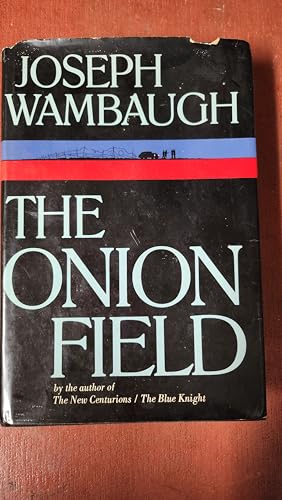 JOSEPH
WAMBAUGH
THE
ONION
FIELD
by the author of
The New Centurions / The Blue Knight